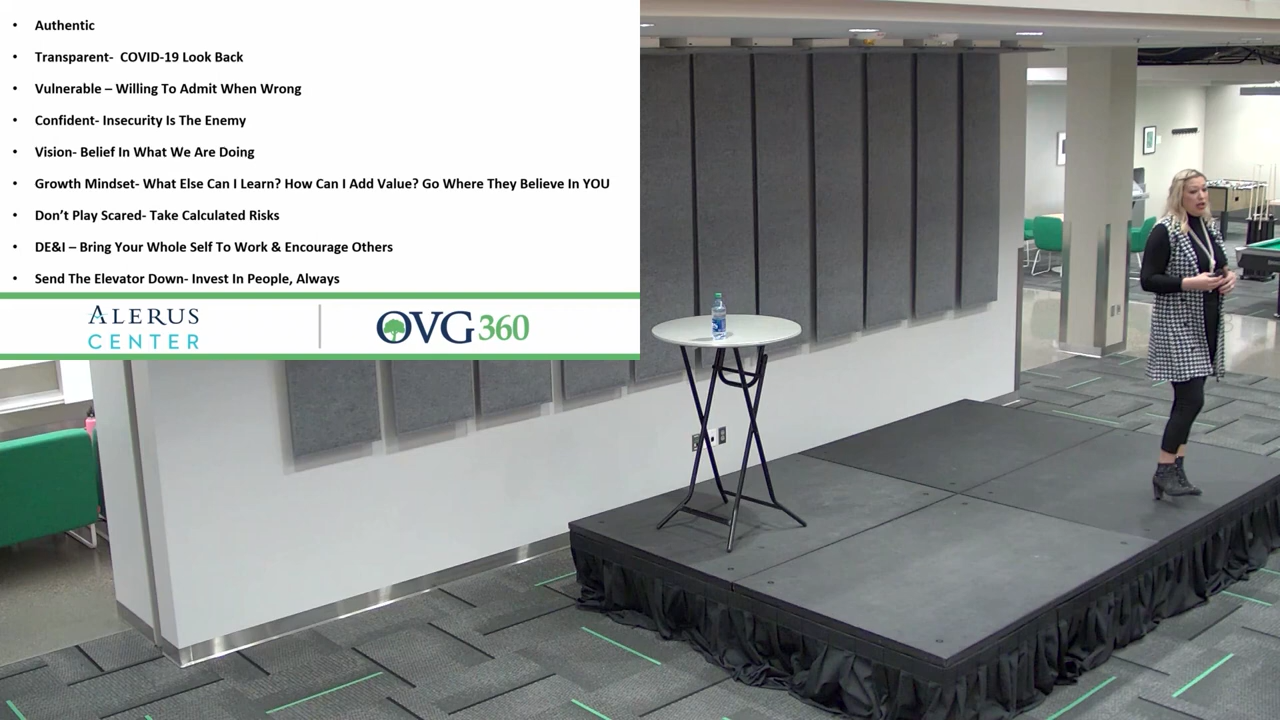 • Authentic
• Transparent-  COVID-19 Look Back
• Vulnerable – Willing To Admit When Wrong
• Confident- Insecurity Is The Enemy
• Vision- Belief In What We Are Doing
• Growth Mindset- What Else Can I Learn? How Can I Add Value? Go Where They Believe In YOU
• Don’t Play Scared- Take Calculated Risks
• DE&I – Bring Your Whole Self To Work & Encourage Others
• Send The Elevator Down- Invest In People, Always
ALERUS
CENTER
OVG360